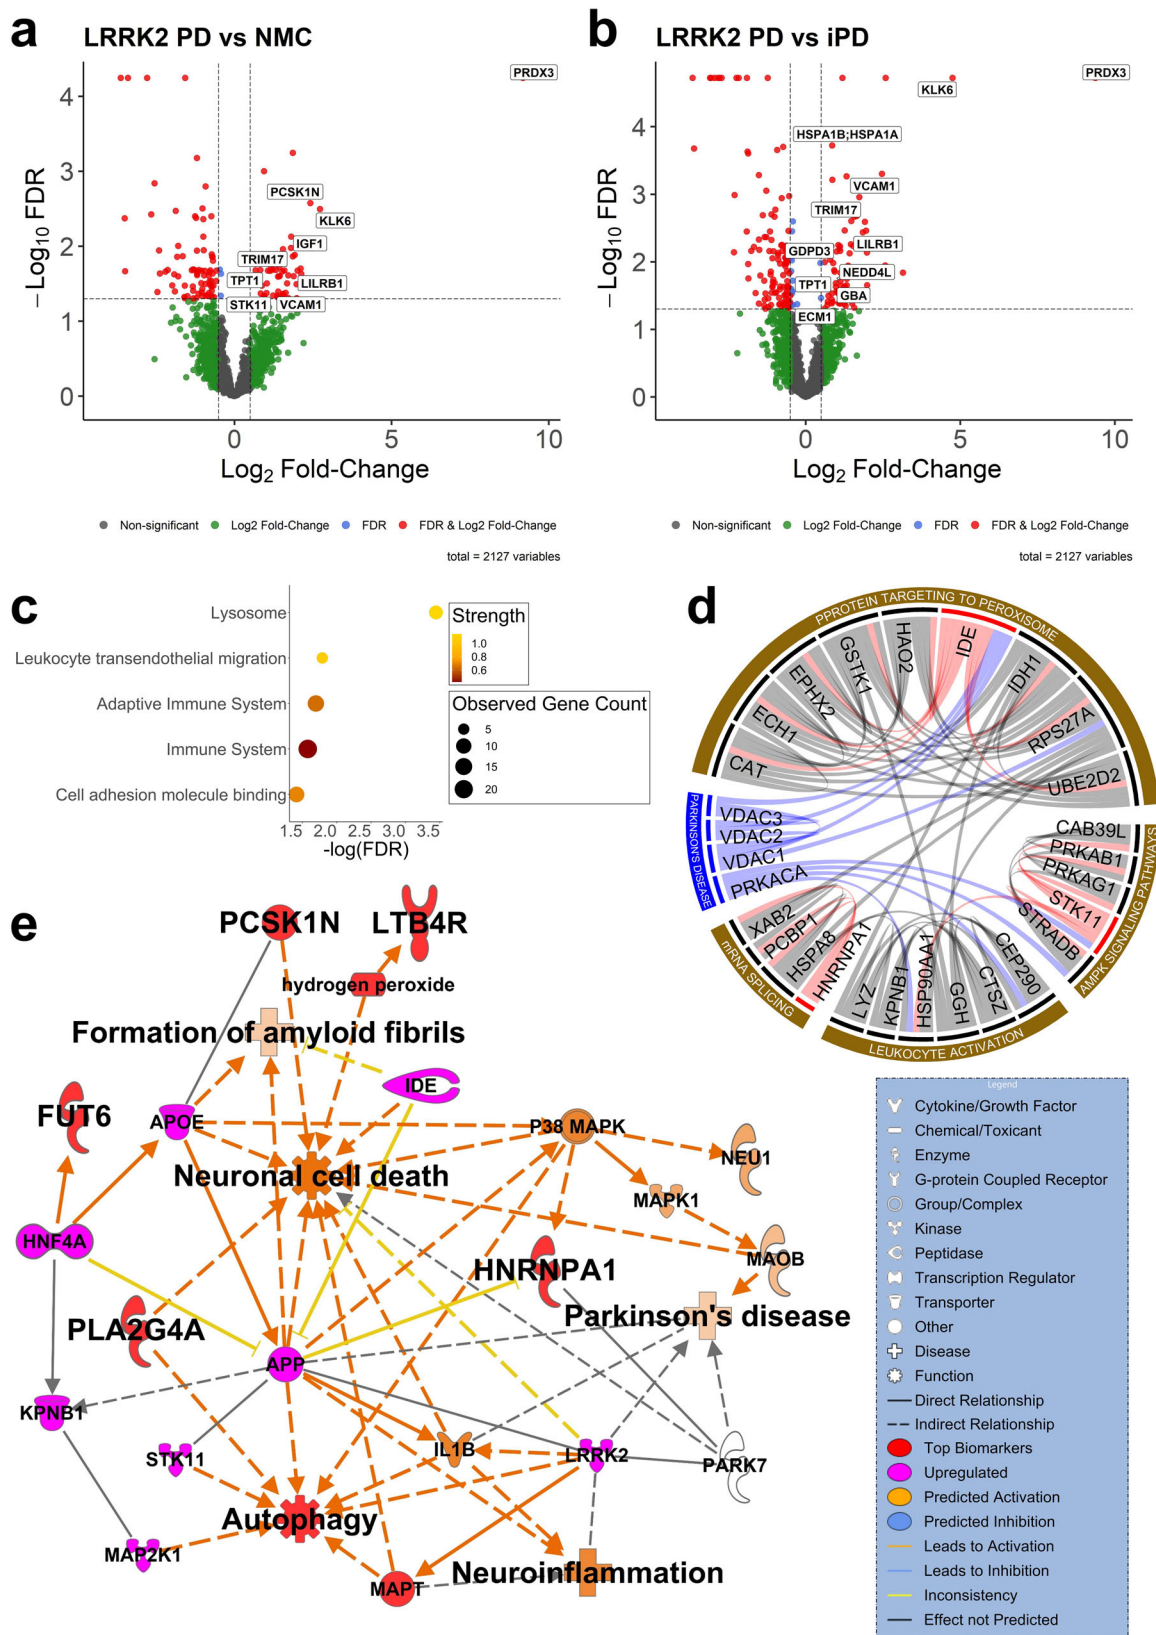 a
LRRK2 PD vs NMC
− Log10 FDR
4
3
2
1
0
PRDX3
PCSK1N
KLK6
IGF1
TRIM17
TPT1
LILRB1
STK11
VCAM1
0
5
10
Log2 Fold-Change
Non-significant
Log2 Fold-Change
FDR
FDR & Log2 Fold-Change
total = 2127 variables
b
LRRK2 PD vs iPD
− Log10 FDR
4
3
2
1
0
PRDX3
KLK6
HSPA1B;HSPA1A
VCAM1
TRIM17
GDPD3
LILRB1
NEDD4L
TPT1
GBA
ECM1
0
5
10
Log2 Fold-Change
Non-significant
Log2 Fold-Change
FDR
FDR & Log2 Fold-Change
total = 2127 variables
c
Lysosome
Leukocyte transendothelial migration
Adaptive Immune System
Immune System
Cell adhesion molecule binding
1.5
2.0
2.5
3.0
3.5
-log(FDR)
Strength
1.0
0.8
0.6
Observed Gene Count
5
10
15
20
d
PPROTEIN TARGETING TO PEROXISOME
CAT
ECH1
EPHX2
GSTK1
HAO2
IDE
IDH1
RPS27A
UBE2D2
AMPK SIGNALING PATHWAYS
CAB39L
PRKAB1
PRKAG1
STK11
STRADB
LEUKOCYTE ACTIVATION
CEP290
CTSZ
GGH
HSP90AA1
KPNB1
LYZ
mRNA SPLICING
HNRNPA1
HSPA8
PCBP1
XAB2
PARKINSON'S DISEASE
PRKACA
VDAC1
VDAC2
VDAC3
e
PCSK1N
LTB4R
hydrogen peroxide
Formation of amyloid fibrils
IDE
FUT6
APOE
P38 MAPK
NEU1
Neuronal cell death
MAPK1
HNF4A
MAOB
HNRNPA1
PLA2G4A
Parkinson's disease
APP
KPNB1
STK11
IL1B
LRRK2
PARK7
Autophagy
MAP2K1
Neuroinflammation
MAPT
Legend
Cytokine/Growth Factor
Chemical/Toxicant
Enzyme
G-protein Coupled Receptor
Group/Complex
Kinase
Peptidase
Transcription Regulator
Transporter
Other
Disease
Function
Direct Relationship
Indirect Relationship
Top Biomarkers
Upregulated
Predicted Activation
Predicted Inhibition
Leads to Activation
Leads to Inhibition
Inconsistency
Effect not Predicted